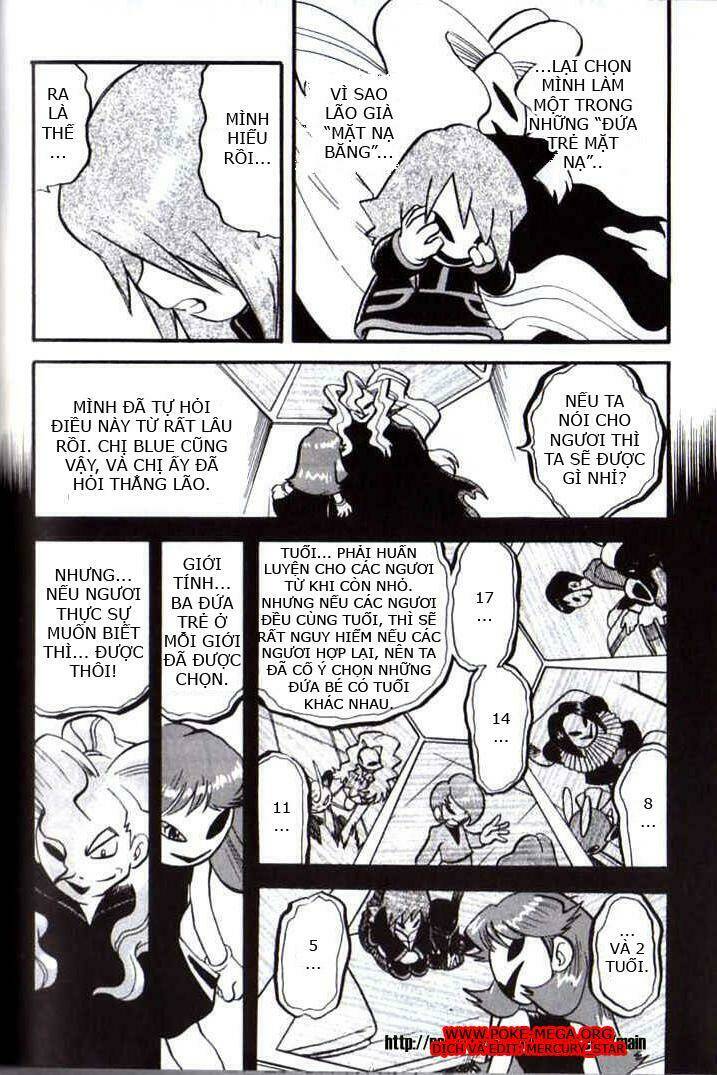 RA
LÀ
THẾ
...
MÌNH
HIỂU
RỒI...
VÌ SAO
LÃO GIÀ
"MẶT NẠ
BĂNG"...
...LẠI CHỌN
MÌNH LÀM
MỘT TRONG
NHỮNG "ĐỨA
TRẺ MẶT
NẠ"..
MÌNH ĐÃ TỰ HỎI
ĐIỀU NÀY TỪ RẤT LÂU
RỒI. CHỊ BLUE CŨNG
VẬY, VÀ CHỊ ẤY ĐÃ
HỎI THẲNG LÃO.
NẾU TA
NÓI CHO
NGƯƠI THÌ
TA SẼ ĐƯỢC
GÌ NHỈ?
NHƯNG...
NẾU NGƯƠI
THỰC SỰ
MUỐN BIẾT
THÌ... ĐƯỢC
THÔI!
GIỚI
TÍNH...
BA ĐỨA
TRẺ Ở
MỖI GIỚI
ĐÃ ĐƯỢC
CHỌN.
TUỔI... PHẢI HUẤN
LUYỆN CHO CÁC NGƯƠI
TỪ KHI CÒN NHỎ.
NHƯNG NẾU CÁC NGƯƠI
ĐỀU CÙNG TUỔI, THÌ SẼ
RẤT NGUY HIỂM NẾU CÁC
NGƯƠI HỢP LẠI, NÊN TA
ĐÃ CỐ Ý CHỌN NHỮNG
ĐỨA BÉ CÓ TUỔI
KHÁC NHAU.
17
...
14
...
11
...
8
...
5
...
...
VÀ 2
TUỔI.
WWW.POKE-MEGA.ORG
DỊCH VÀ EDIT: MERCURY_STAR
http://
main